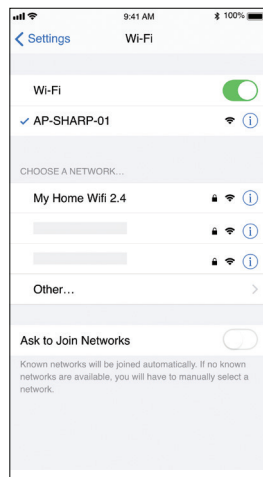 9:41 AM 100%
Settings Wi-Fi
Wi-Fi
AP-SHARP-01
CHOOSE A NETWORK...
My Home Wifi 2.4
Other...
Ask to Join Networks
Known networks will be joined automatically. If no known
networks are available, you will have to manually select a
network.